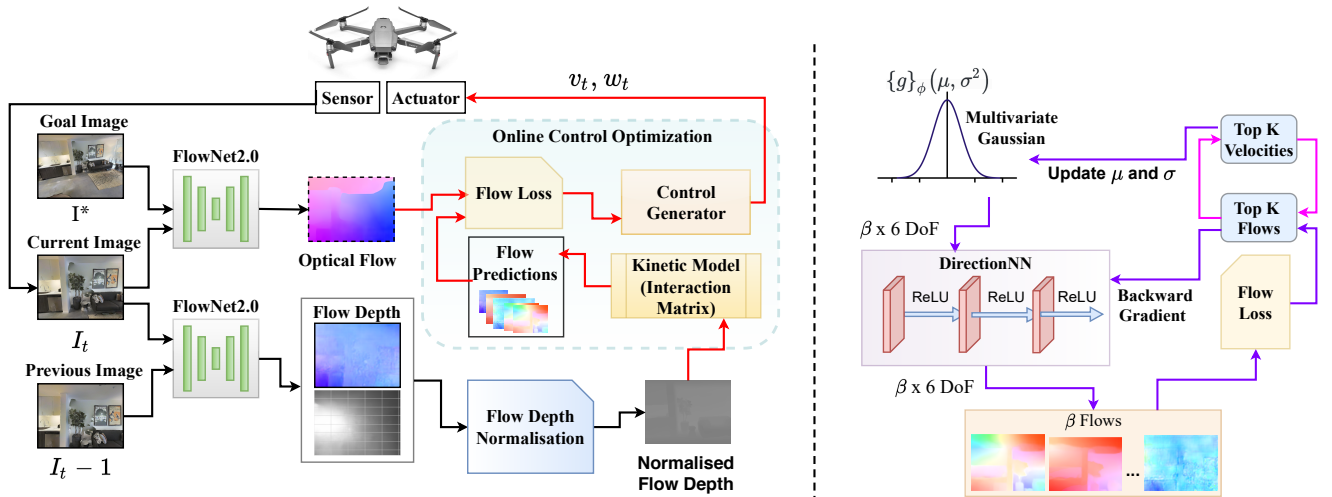 v_t, w_t
Sensor
Actuator
Goal Image
I*
FlowNet2.0
Current Image
I_t
FlowNet2.0
Previous Image
I_t − 1
Optical Flow
Flow Depth
Flow Depth
Normalisation
Normalised
Flow Depth
Online Control Optimization
Flow Loss
Control
Generator
Flow
Predictions
Kinetic Model
(Interaction
Matrix)
{g}_ϕ(μ, σ²)
Multivariate
Gaussian
Top K
Velocities
Update μ and σ
Top K
Flows
β x 6 DoF
DirectionNN
ReLU
ReLU
ReLU
Backward
Gradient
Flow
Loss
β x 6 DoF
β Flows
...